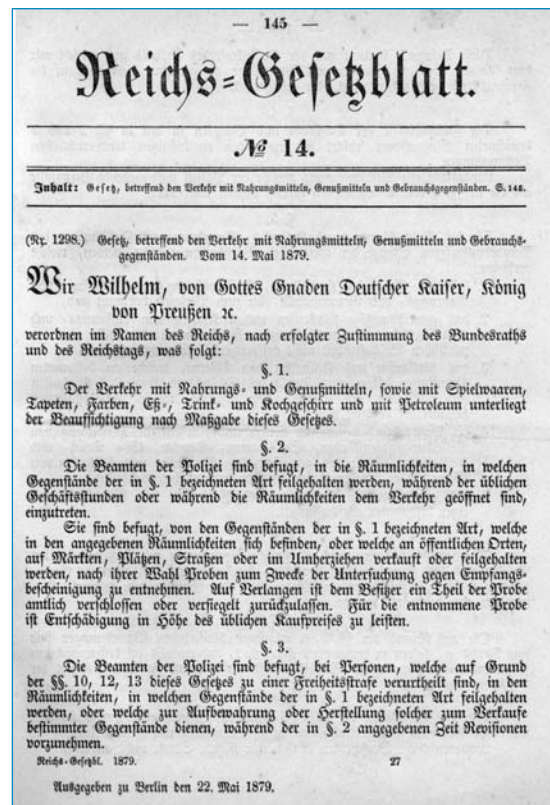 — 145 —
Reichs-Gesetzblatt.
№ 14.
Inhalt: Gesetz, betreffend den Verkehr mit Nahrungsmitteln, Genußmitteln und Gebrauchsgegenständen. S. 145.
(Nr. 1298.) Gesetz, betreffend den Verkehr mit Nahrungsmitteln, Genußmitteln und Gebrauchs-
gegenständen. Vom 14. Mai 1879.
Wir Wilhelm, von Gottes Gnaden Deutscher Kaiser, König
von Preußen ꝛc.
verordnen im Namen des Reichs, nach erfolgter Zustimmung des Bundesraths
und des Reichstags, was folgt:
§. 1.
Der Verkehr mit Nahrungs- und Genußmitteln, sowie mit Spielwaaren,
Tapeten, Farben, Eß-, Trink- und Kochgeschirr und mit Petroleum unterliegt
der Beaufsichtigung nach Maßgabe dieses Gesetzes.
§. 2.
Die Beamten der Polizei sind befugt, in die Räumlichkeiten, in welchen
Gegenstände der in §. 1 bezeichneten Art feilgehalten werden, während der üblichen
Geschäftsstunden oder während die Räumlichkeiten dem Verkehr geöffnet sind,
einzutreten.
Sie sind befugt, von den Gegenständen der in §. 1 bezeichneten Art, welche
in den angegebenen Räumlichkeiten sich befinden, oder welche an öffentlichen Orten,
auf Märkten, Plätzen, Straßen oder im Umherziehen verkauft oder feilgehalten
werden, nach ihrer Wahl Proben zum Zwecke der Untersuchung gegen Empfangs-
bescheinigung zu entnehmen. Auf Verlangen ist dem Besitzer ein Theil der Probe
amtlich verschlossen oder versiegelt zurückzulassen. Für die entnommene Probe
ist Entschädigung in Höhe des üblichen Kaufpreises zu leisten.
§. 3.
Die Beamten der Polizei sind befugt, bei Personen, welche auf Grund
der §§. 10, 12, 13 dieses Gesetzes zu einer Freiheitsstrafe verurtheilt sind, in den
Räumlichkeiten, in welchen Gegenstände der in §. 1 bezeichneten Art feilgehalten
werden, oder welche zur Aufbewahrung oder Herstellung solcher zum Verkaufe
bestimmter Gegenstände dienen, während der in §. 2 angegebenen Zeit Revisionen
vorzunehmen.
Reichs-Gesetzbl. 1879. 27
Ausgegeben zu Berlin den 22. Mai 1879.